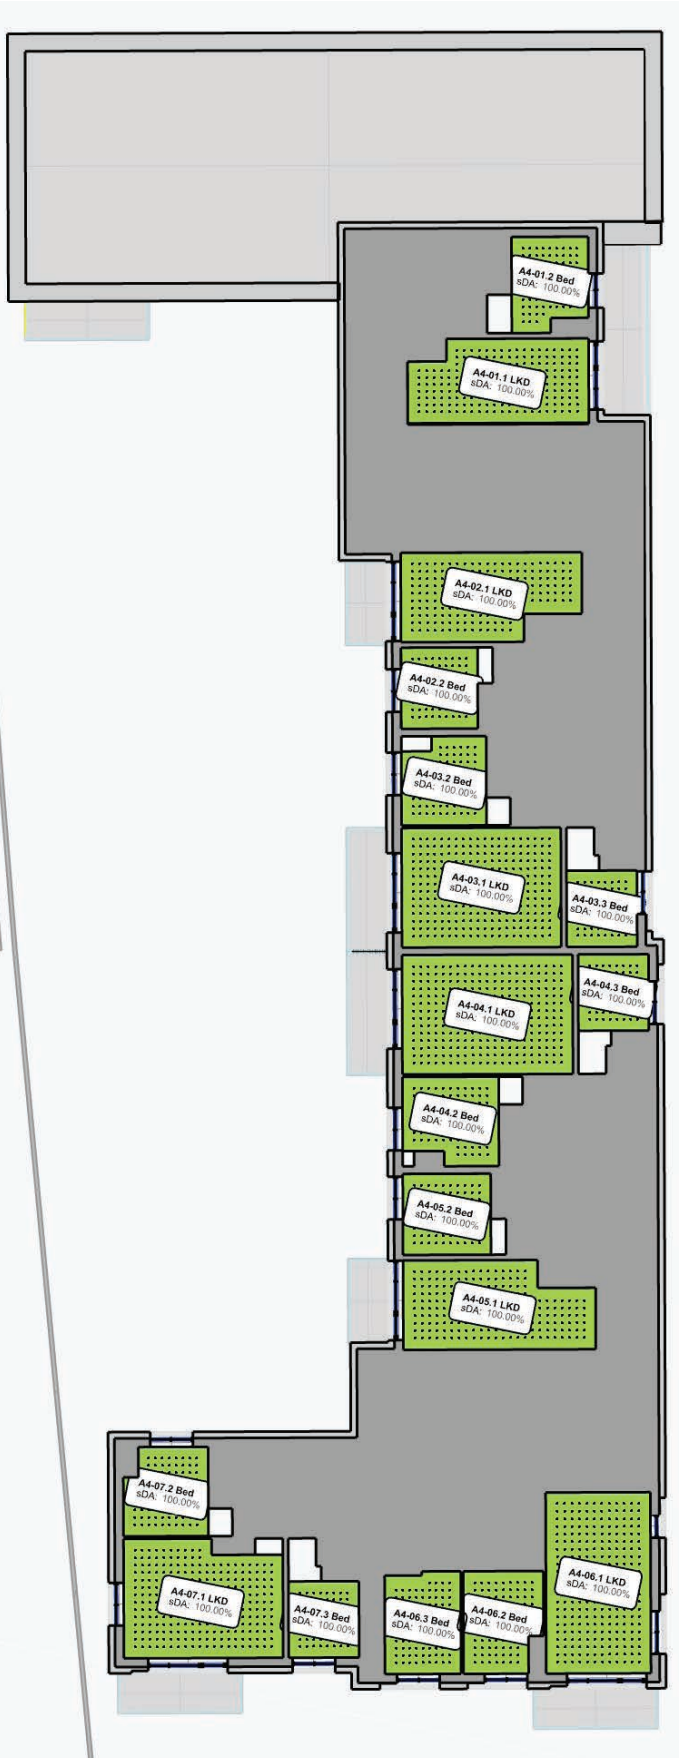 A4-01.2 Bed
sDA: 100.00%
A4-01.1 LKD
sDA: 100.00%
A4-02.1 LKD
sDA: 100.00%
A4-02.2 Bed
sDA: 100.00%
A4-03.2 Bed
sDA: 100.00%
A4-03.1 LKD
sDA: 100.00%
A4-03.3 Bed
sDA: 100.00%
A4-04.3 Bed
sDA: 100.00%
A4-04.1 LKD
sDA: 100.00%
A4-04.2 Bed
sDA: 100.00%
A4-05.2 Bed
sDA: 100.00%
A4-05.1 LKD
sDA: 100.00%
A4-07.2 Bed
sDA: 100.00%
A4-07.1 LKD
sDA: 100.00%
A4-07.3 Bed
sDA: 100.00%
A4-06.3 Bed
sDA: 100.00%
A4-06.2 Bed
sDA: 100.00%
A4-06.1 LKD
sDA: 100.00%